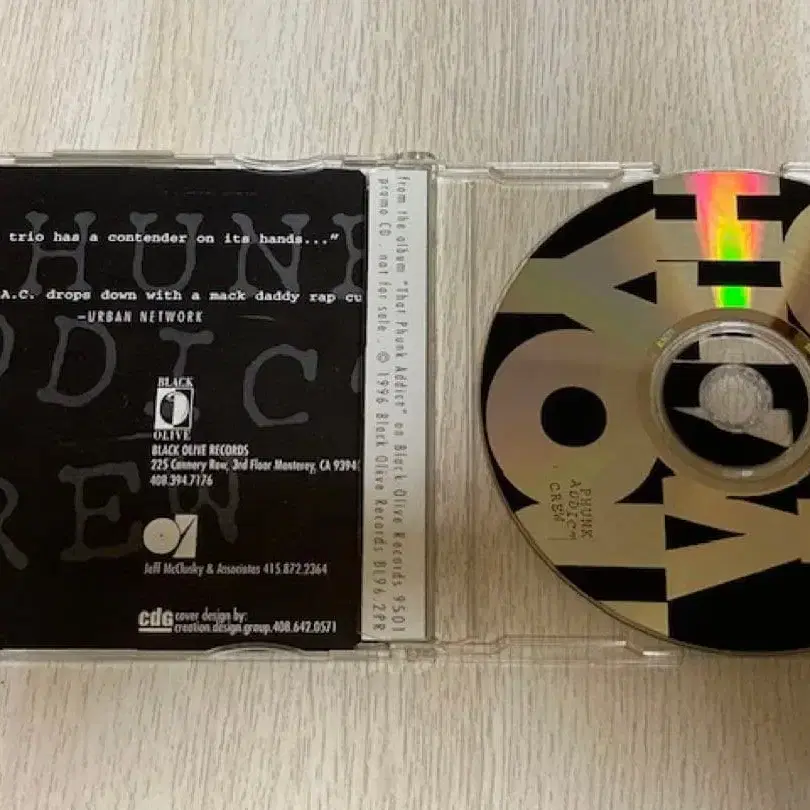 trio has a contender on its hands..."
A.C. drops down with a mack daddy rap cu
—URBAN NETWORK
BLACK
OLIVE
BLACK OLIVE RECORDS
225 Cannery Row, 3rd Floor Monterey, CA 9394
408.394.7176
Jeff McClusky & Associates 415.872.2364
cdg cover design by:
creation.design.group.408.642.0571
HUN
DDIC
REW
from the album "That Phunk Addict" on Black Olive Records 9501
promo CD . not for sale . © 1996 Black Olive Records BL96.2PR
PHUNK
ADDICT
CREW